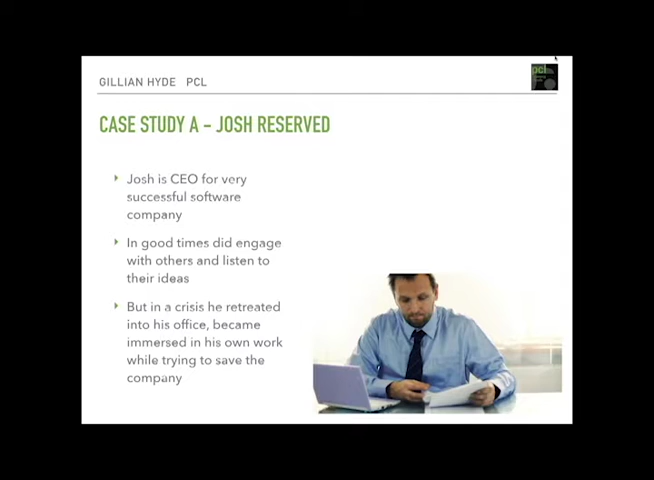 GILLIAN HYDE PCL
pcl
CASE STUDY A – JOSH RESERVED
Josh is CEO for very
successful software
company
In good times did engage
with others and listen to
their ideas
But in a crisis he retreated
into his office, became
immersed in his own work
while trying to save the
company